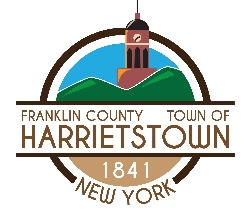 FRANKLIN COUNTY TOWN OF
HARRIETSTOWN
1841
NEW YORK